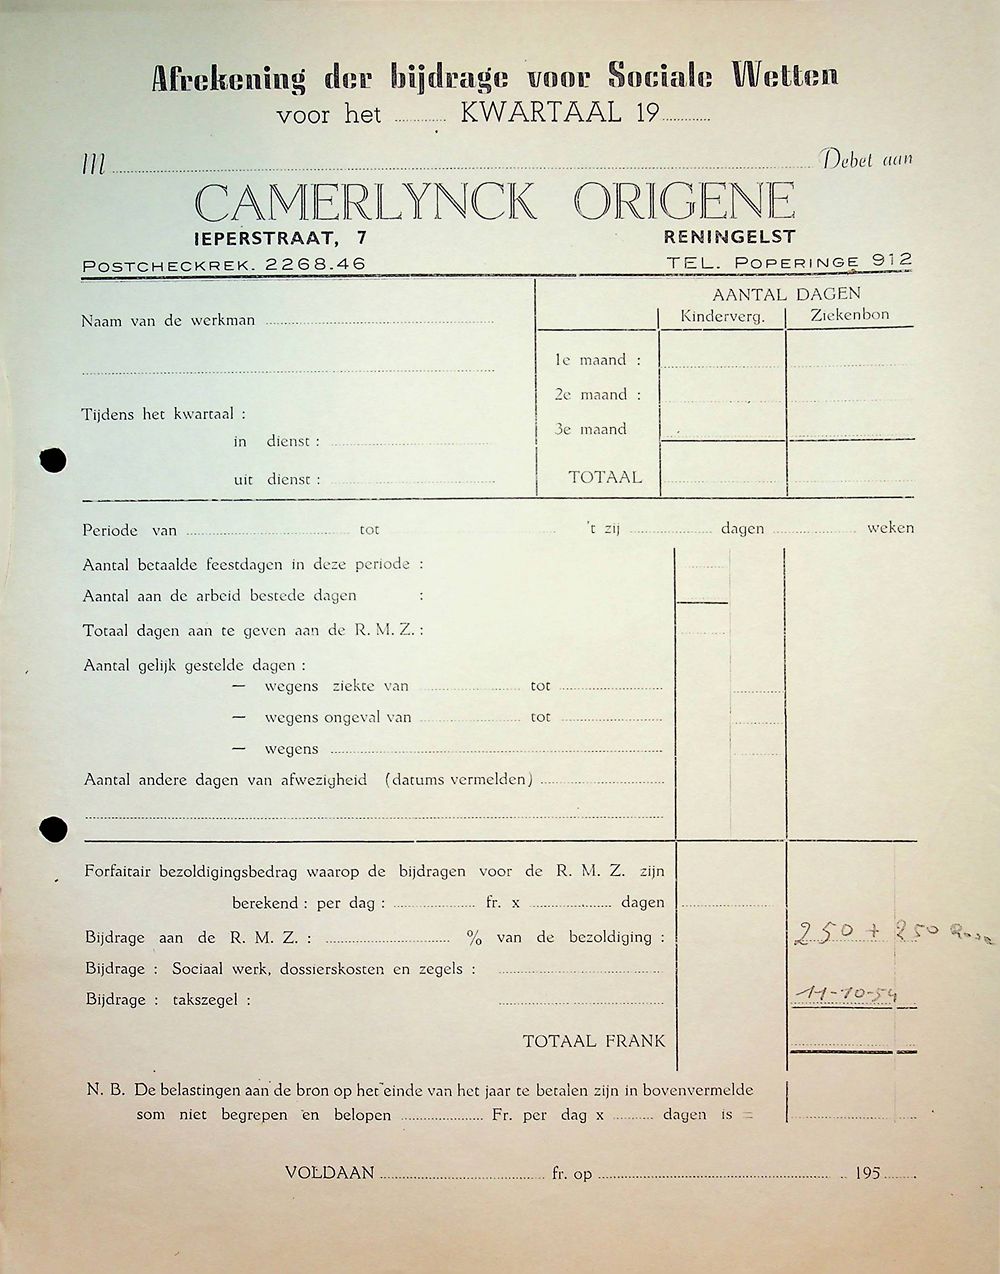 Afrekening der bijdrage voor Sociale Wetten
voor het ............ KWARTAAL 19............
M ............ Debet aan
CAMERLYNCK ORIGENE
IEPERSTRAAT, 7 RENINGELST
POSTCHECKREK. 2268.46 TEL. POPERINGE 912
AANTAL DAGEN
Naam van de werkman ............ Kinderverg. Ziekenbon
1e maand :
2e maand :
Tijdens het kwartaal :
3e maand
in dienst : ............
uit dienst : ............ TOTAAL
Periode van ............ tot ............ 't zij ............ dagen ............ weken
Aantal betaalde feestdagen in deze periode :
Aantal aan de arbeid bestede dagen :
Totaal dagen aan te geven aan de R. M. Z. :
Aantal gelijk gestelde dagen :
— wegens ziekte van ............ tot ............
— wegens ongeval van ............ tot ............
— wegens ............
Aantal andere dagen van afwezigheid (datums vermelden) ............
Forfaitair bezoldigingsbedrag waarop de bijdragen voor de R. M. Z. zijn
berekend : per dag : ............ fr. x ............ dagen
Bijdrage aan de R. M. Z. : ............ % van de bezoldiging : 250 + 250
Bijdrage : Sociaal werk, dossierskosten en zegels : ............
Bijdrage : takszegel : ............ 11-10-54
TOTAAL FRANK
N. B. De belastingen aan de bron op het einde van het jaar te betalen zijn in bovenvermelde
som niet begrepen en belopen ............ Fr. per dag x ............ dagen is =
VOLDAAN ............ fr. op ............ 195............